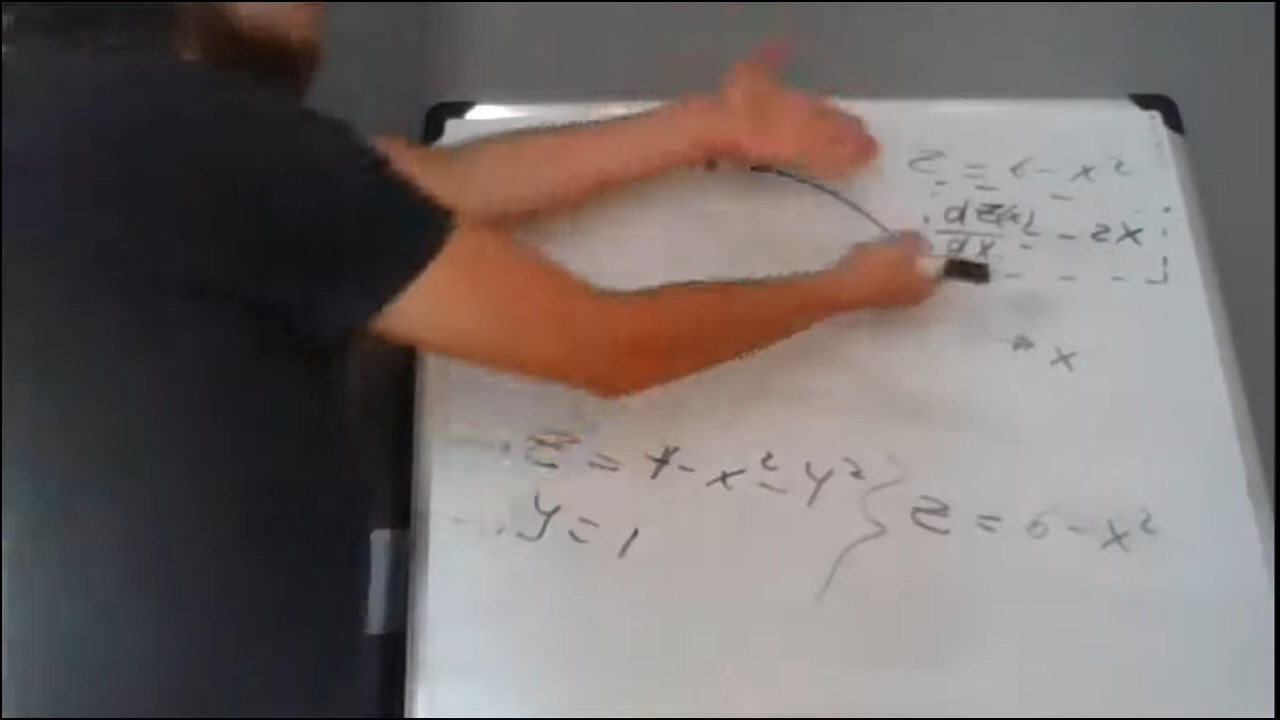 z = 6 - x²
dz/dx = - 2x
x
z = 7 - x² - y² } z = 6 - x²
y = 1